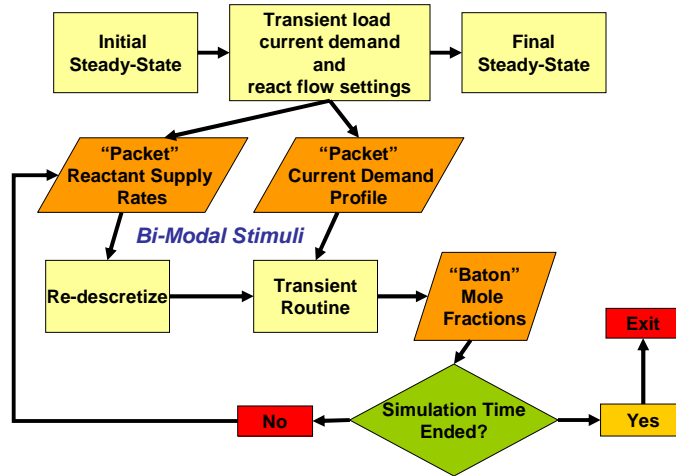 Initial
Steady-State
Transient load
current demand
and
react flow settings
Final
Steady-State
“Packet”
Reactant Supply
Rates
“Packet”
Current Demand
Profile
Bi-Modal Stimuli
Re-descretize
Transient
Routine
“Baton”
Mole
Fractions
Exit
Simulation Time
Ended?
No
Yes